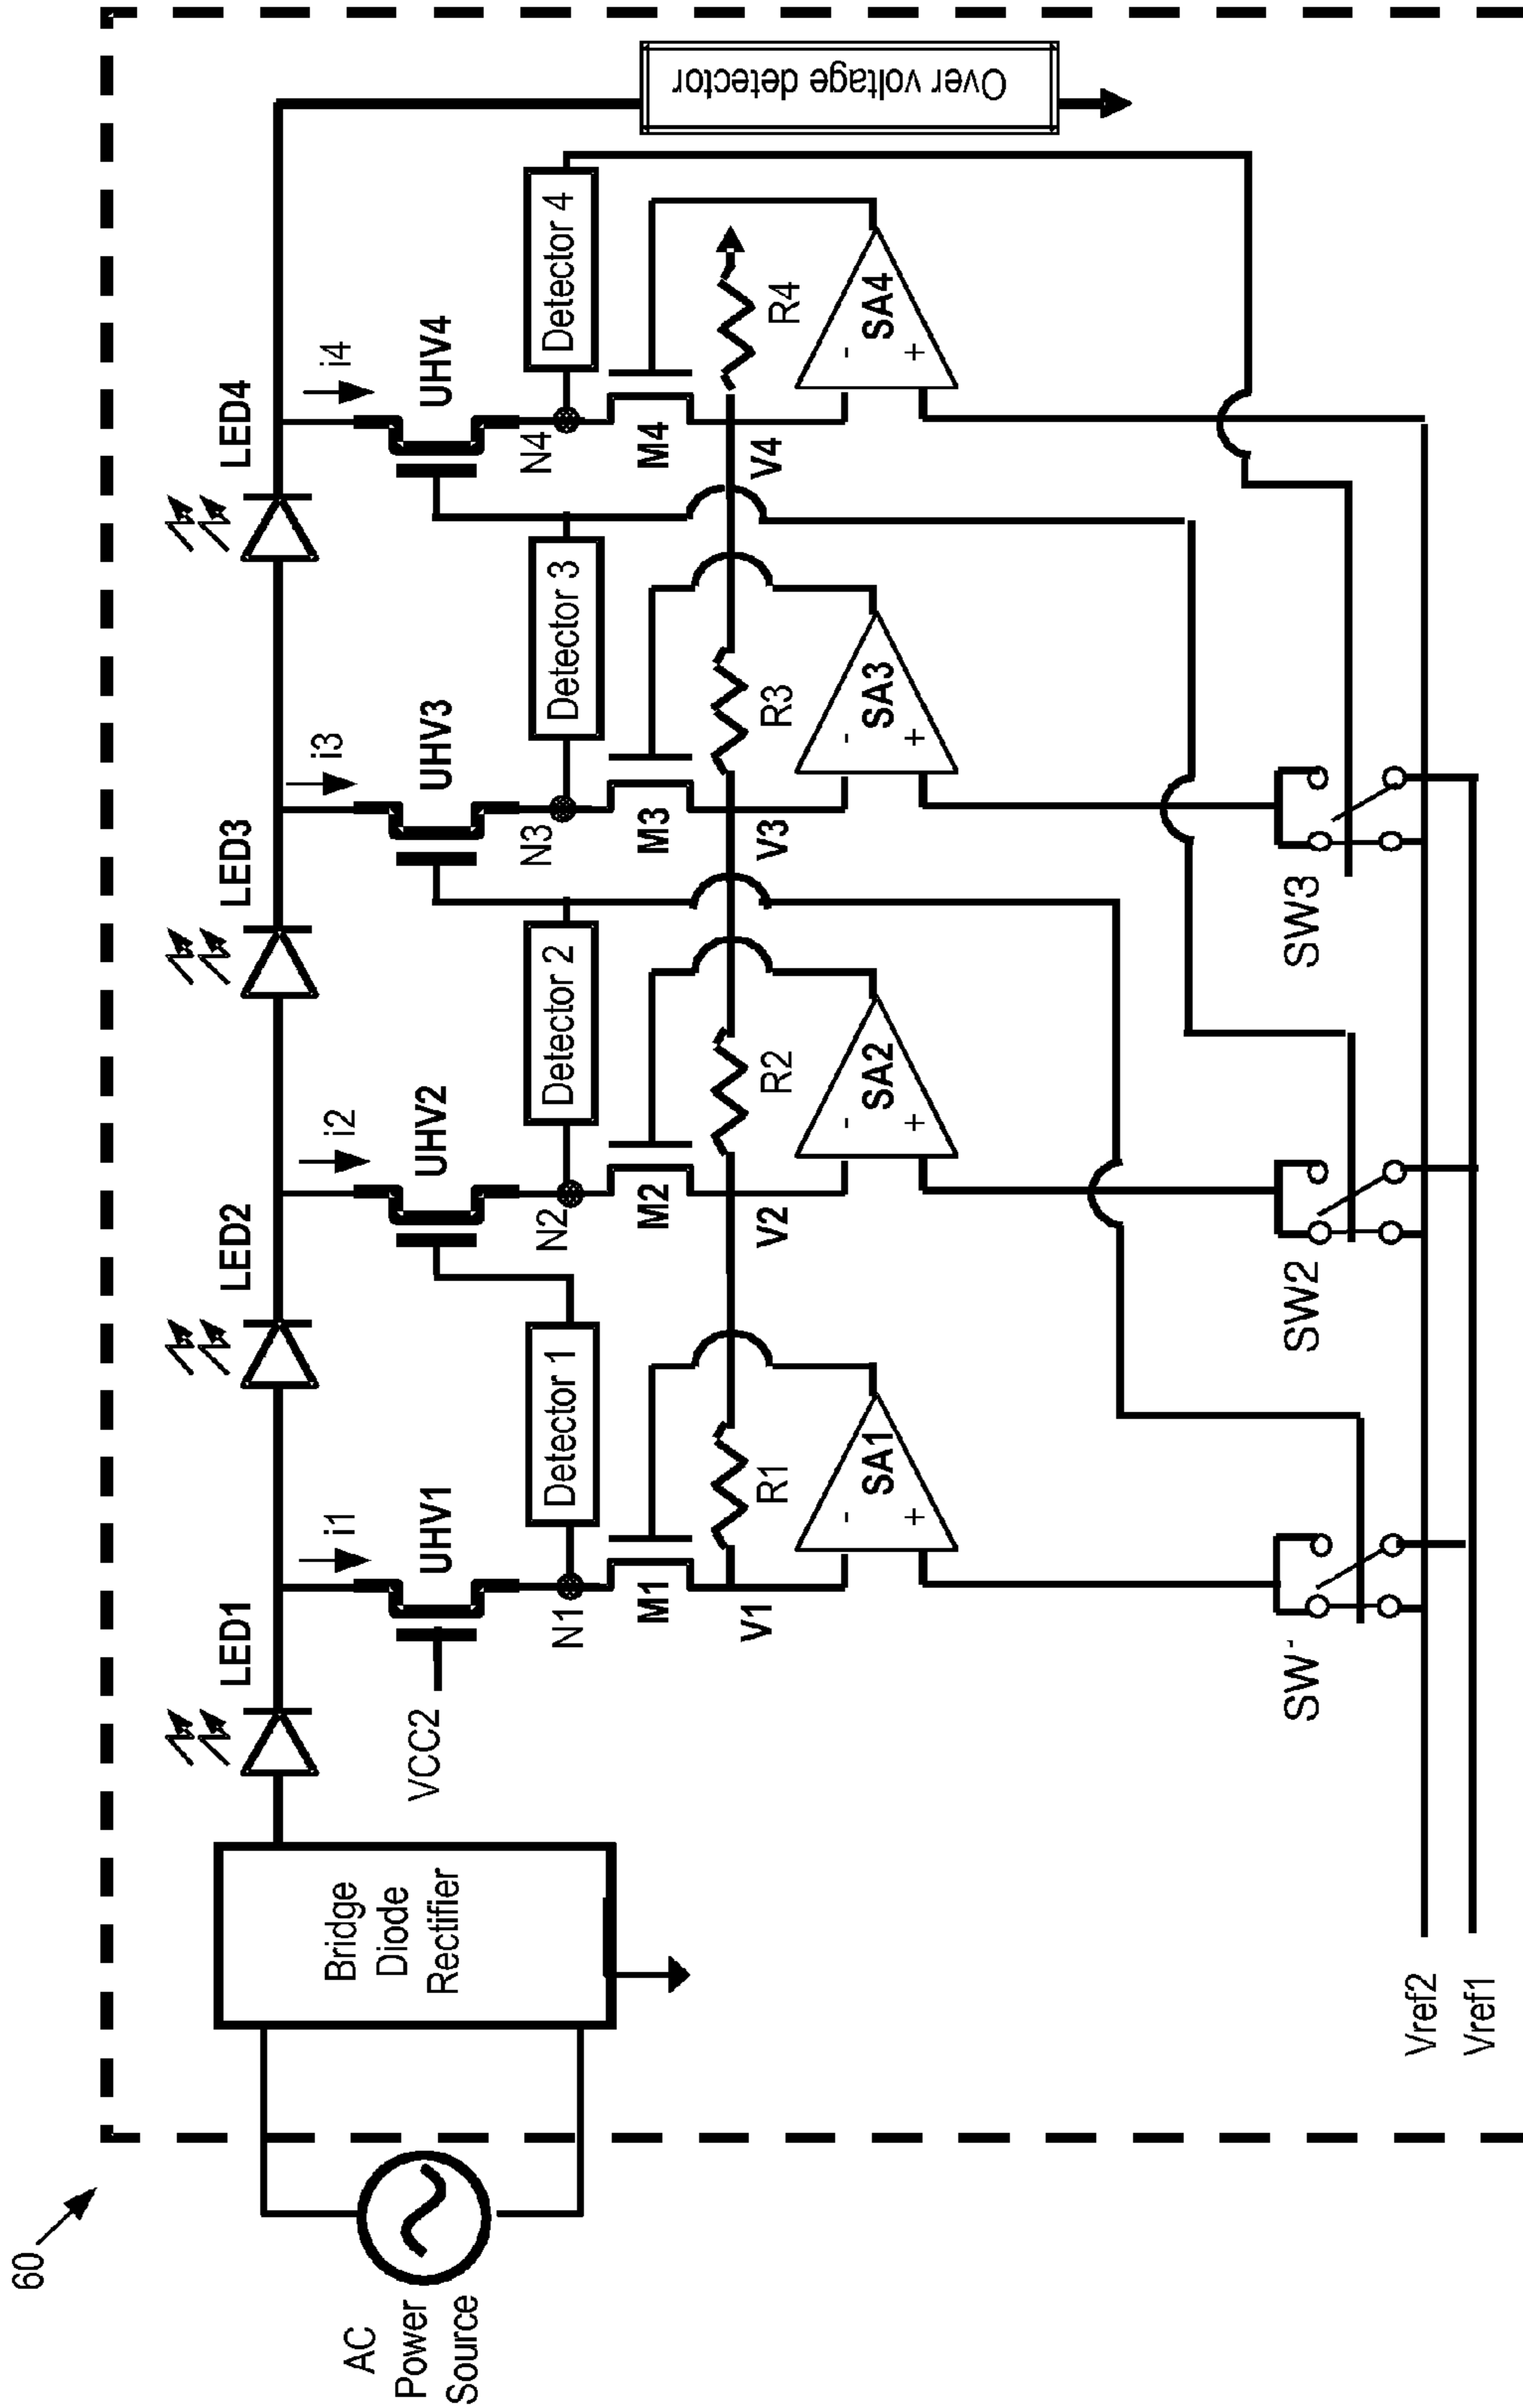 60
AC
Power
Source
Bridge
Diode
Rectifier
LED1
LED2
LED3
LED4
i1
i2
i3
i4
VCC2
UHV1
UHV2
UHV3
UHV4
N1
N2
N3
N4
Detector 1
Detector 2
Detector 3
Detector 4
Over voltage detector
M1
M2
M3
M4
V1
V2
V3
V4
R1
R2
R3
R4
- + SA1
- + SA2
- + SA3
- + SA4
SW2
SW3
Vref2
Vref1